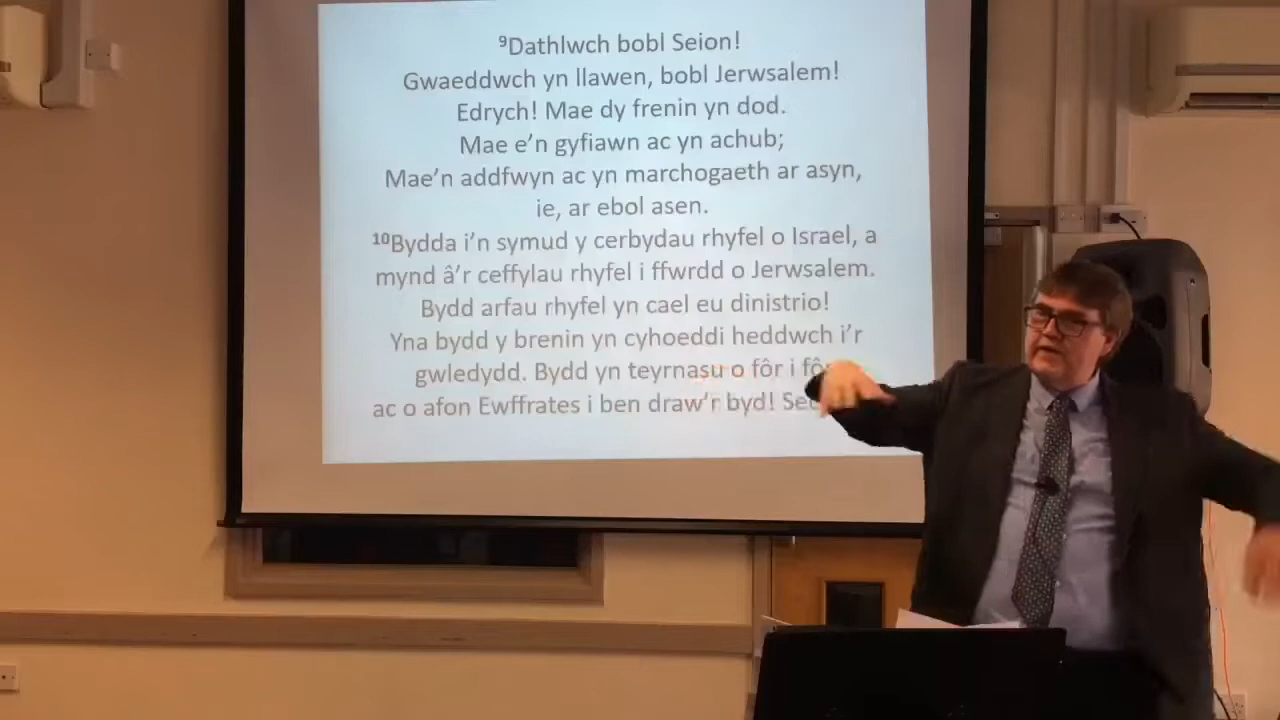 ⁹Dathlwch bobl Seion!
Gwaeddwch yn llawen, bobl Jerwsalem!
Edrych! Mae dy frenin yn dod.
Mae e’n gyfiawn ac yn achub;
Mae’n addfwyn ac yn marchogaeth ar asyn,
ie, ar ebol asen.
¹⁰Bydda i’n symud y cerbydau rhyfel o Israel, a
mynd â’r ceffylau rhyfel i ffwrdd o Jerwsalem.
Bydd arfau rhyfel yn cael eu dinistrio!
Yna bydd y brenin yn cyhoeddi heddwch i’r
gwledydd. Bydd yn teyrnasu o fôr i
ac o afon Ewffrates i ben draw’r byd!